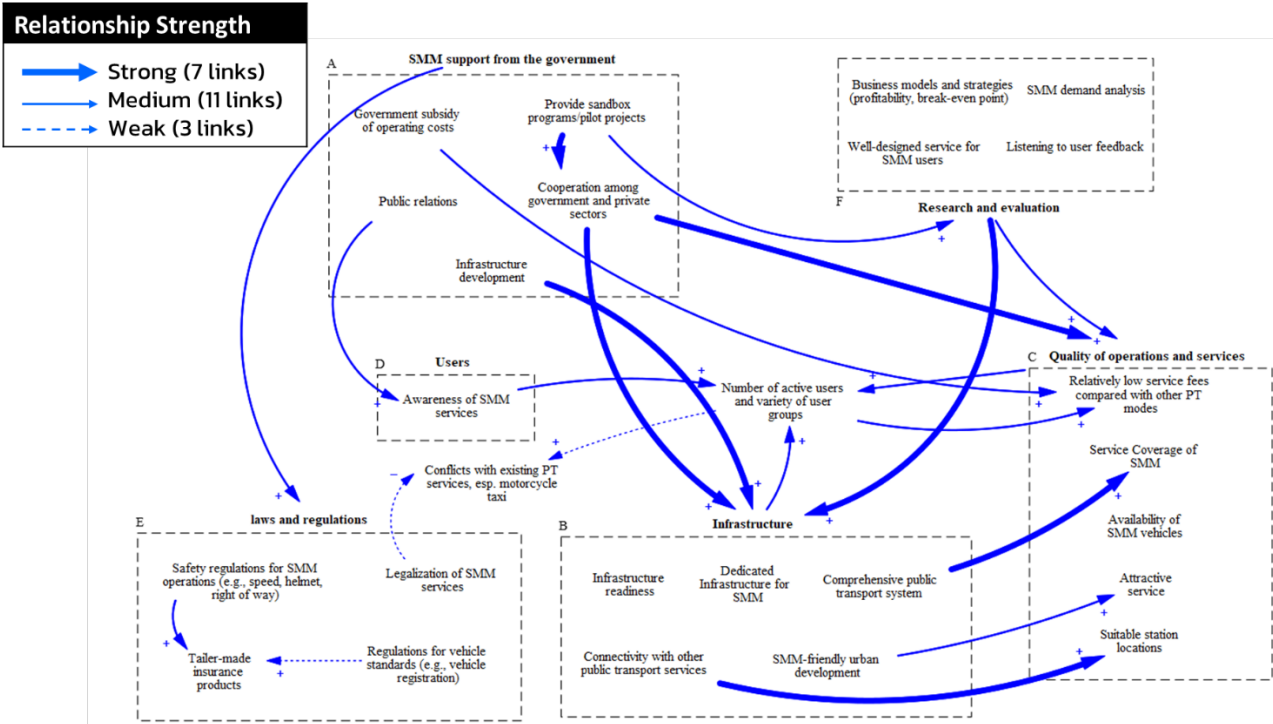 Relationship Strength
Strong (7 links)
Medium (11 links)
Weak (3 links)
A
SMM support from the government
Government subsidy
of operating costs
Provide sandbox
programs/pilot projects
+
Public relations
Cooperation among
government and private
sectors
Infrastructure
development
Business models and strategies
(profitability, break-even point)
SMM demand analysis
Well-designed service for
SMM users
Listening to user feedback
F
Research and evaluation
+
+
+
D
Users
Awareness of SMM
services
+
+
Number of active users
and variety of user
groups
+
+
+
+
C
Quality of operations and services
Relatively low service fees
compared with other PT
modes
+
+
Service Coverage of
SMM
+
Availability of
SMM vehicles
Attractive
service
+
Suitable station
locations
+
Conflicts with existing PT
services, esp. motorcycle
taxi
–
+
E
laws and regulations
Safety regulations for SMM
operations (e.g., speed, helmet,
right of way)
Legalization of SMM
services
+
Tailer-made
insurance
products
+
Regulations for vehicle
standards (e.g., vehicle
registration)
B
Infrastructure
+
+
+
Infrastructure
readiness
Dedicated
Infrastructure for
SMM
Comprehensive public
transport system
Connectivity with other
public transport services
SMM-friendly urban
development